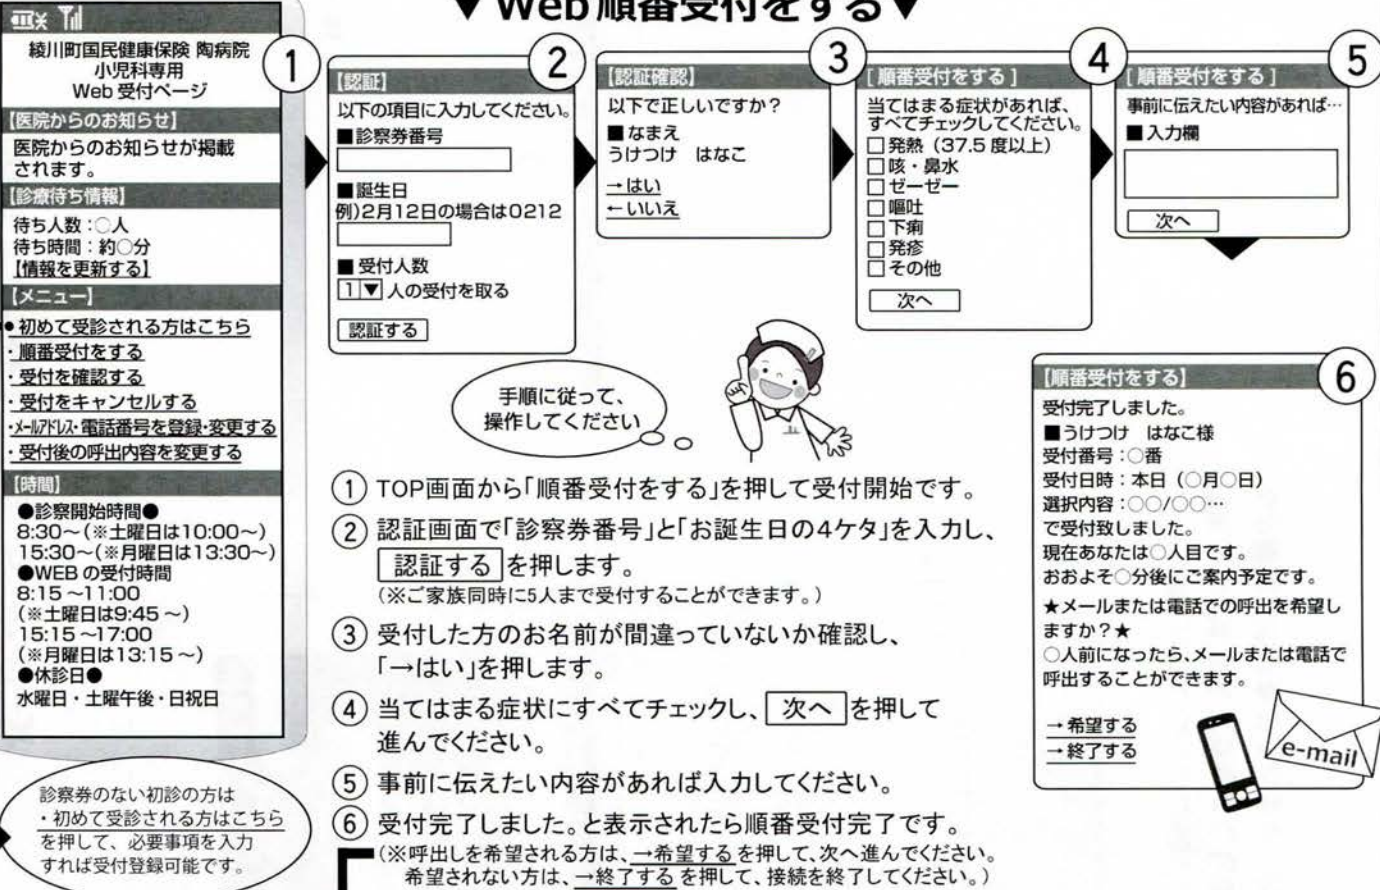 ▼ Web順番受付をする▼
①
綾川町国民健康保険 陶病院
小児科専用
Web 受付ページ
【医院からのお知らせ】
医院からのお知らせが掲載
されます。
【診療待ち情報】
待ち人数:○人
待ち時間:約○分
【情報を更新する】
【メニュー】
・初めて受診される方はこちら
・順番受付をする
・受付を確認する
・受付をキャンセルする
・メールアドレス・電話番号を登録・変更する
・受付後の呼出内容を変更する
【時間】
●診察開始時間●
8:30~(※土曜日は10:00~)
15:30~(※月曜日は13:30~)
●WEB の受付時間
8:15 ~11:00
(※土曜日は9:45 ~)
15:15 ~17:00
(※月曜日は13:15 ~)
●休診日●
水曜日・土曜午後・日祝日
②
【認証】
以下の項目に入力してください。
■診察券番号
■誕生日
例)2月12日の場合は0212
■ 受付人数
1▼人の受付を取る
認証する
③
【認証確認】
以下で正しいですか?
■なまえ
うけつけ はなこ
→はい
←いいえ
④
[ 順番受付をする ]
当てはまる症状があれば、
すべてチェックしてください。
□発熱(37.5 度以上)
□咳・鼻水
□ゼーゼー
□嘔吐
□下痢
□発疹
□その他
次へ
⑤
[ 順番受付をする ]
事前に伝えたい内容があれば…
■入力欄
次へ
⑥
【順番受付をする】
受付完了しました。
■うけつけ はなこ様
受付番号:○番
受付日時:本日(○月○日)
選択内容:○○/○○…
で受付致しました。
現在あなたは○人目です。
おおよそ○分後にご案内予定です。
★メールまたは電話での呼出を希望し
ますか?★
○人前になったら、メールまたは電話で
呼出することができます。
→希望する
→終了する
e-mail
手順に従って、
操作してください
① TOP画面から「順番受付をする」を押して受付開始です。
② 認証画面で「診察券番号」と「お誕生日の4ケタ」を入力し、
認証する を押します。
(※ご家族同時に5人まで受付することができます。)
③ 受付した方のお名前が間違っていないか確認し、
「→はい」を押します。
④ 当てはまる症状にすべてチェックし、 次へ を押して
進んでください。
⑤ 事前に伝えたい内容があれば入力してください。
⑥ 受付完了しました。と表示されたら順番受付完了です。
(※呼出しを希望される方は、→希望する を押して、次へ進んでください。
希望されない方は、→終了する を押して、接続を終了してください。)
診察券のない初診の方は
・初めて受診される方はこちら
を押して、必要事項を入力
すれば受付登録可能です。